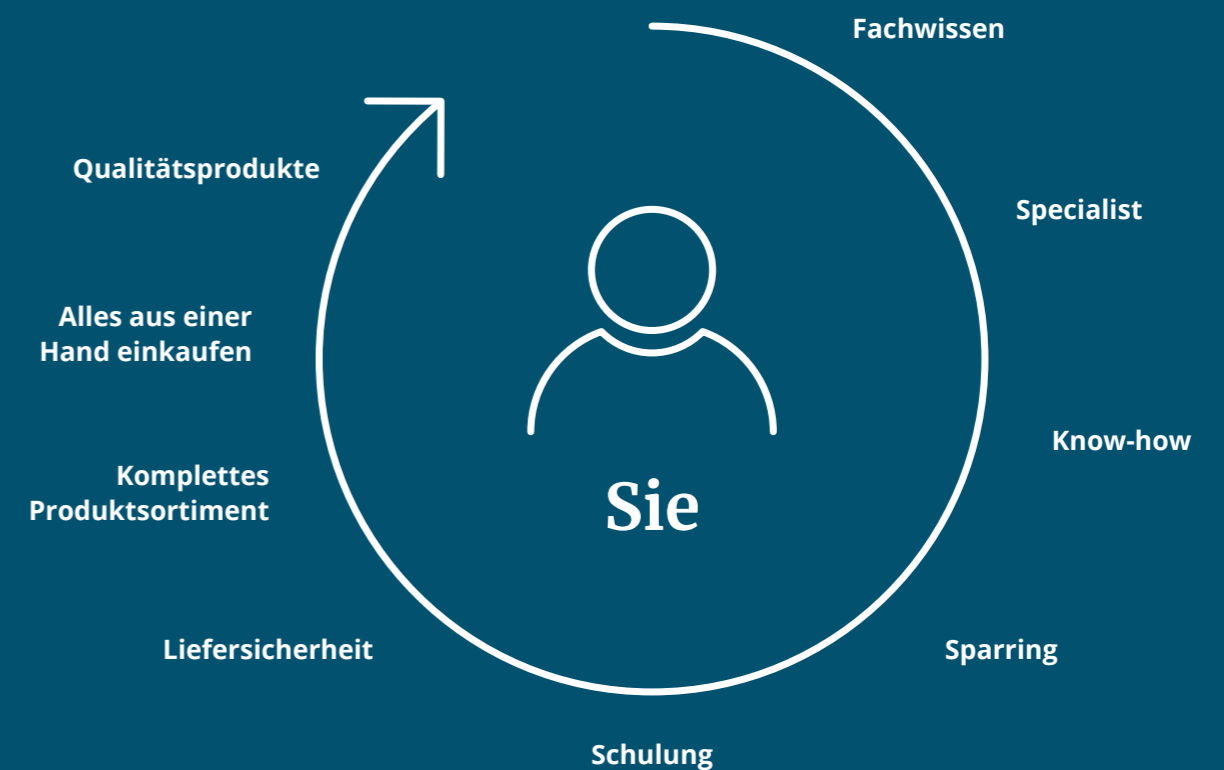 Fachwissen
Specialist
Know-how
Sparring
Schulung
Liefersicherheit
Komplettes
Produktsortiment
Alles aus einer
Hand einkaufen
Qualitätsprodukte
Sie